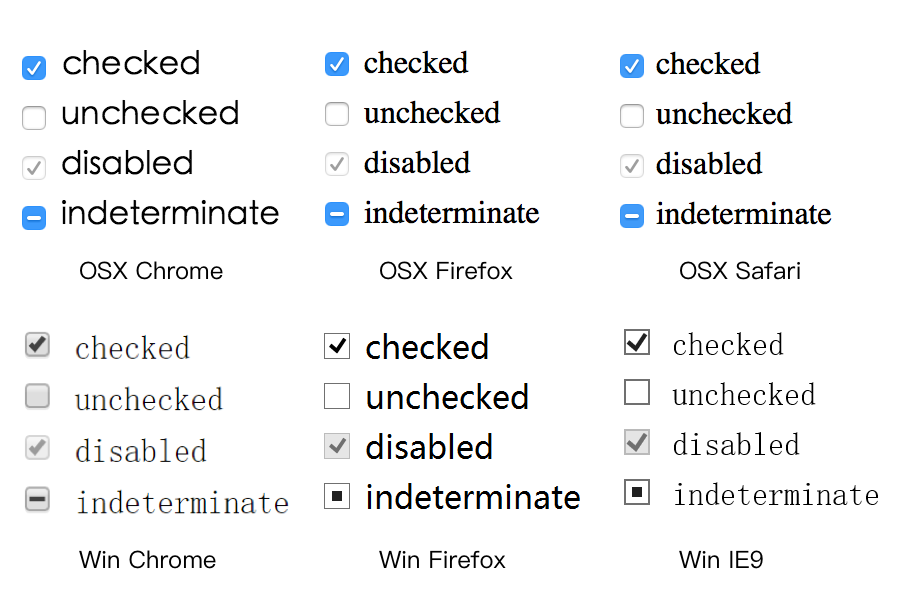 checked
unchecked
disabled
indeterminate
OSX Chrome
checked
unchecked
disabled
indeterminate
OSX Firefox
checked
unchecked
disabled
indeterminate
OSX Safari
checked
unchecked
disabled
indeterminate
Win Chrome
checked
unchecked
disabled
indeterminate
Win Firefox
checked
unchecked
disabled
indeterminate
Win IE9